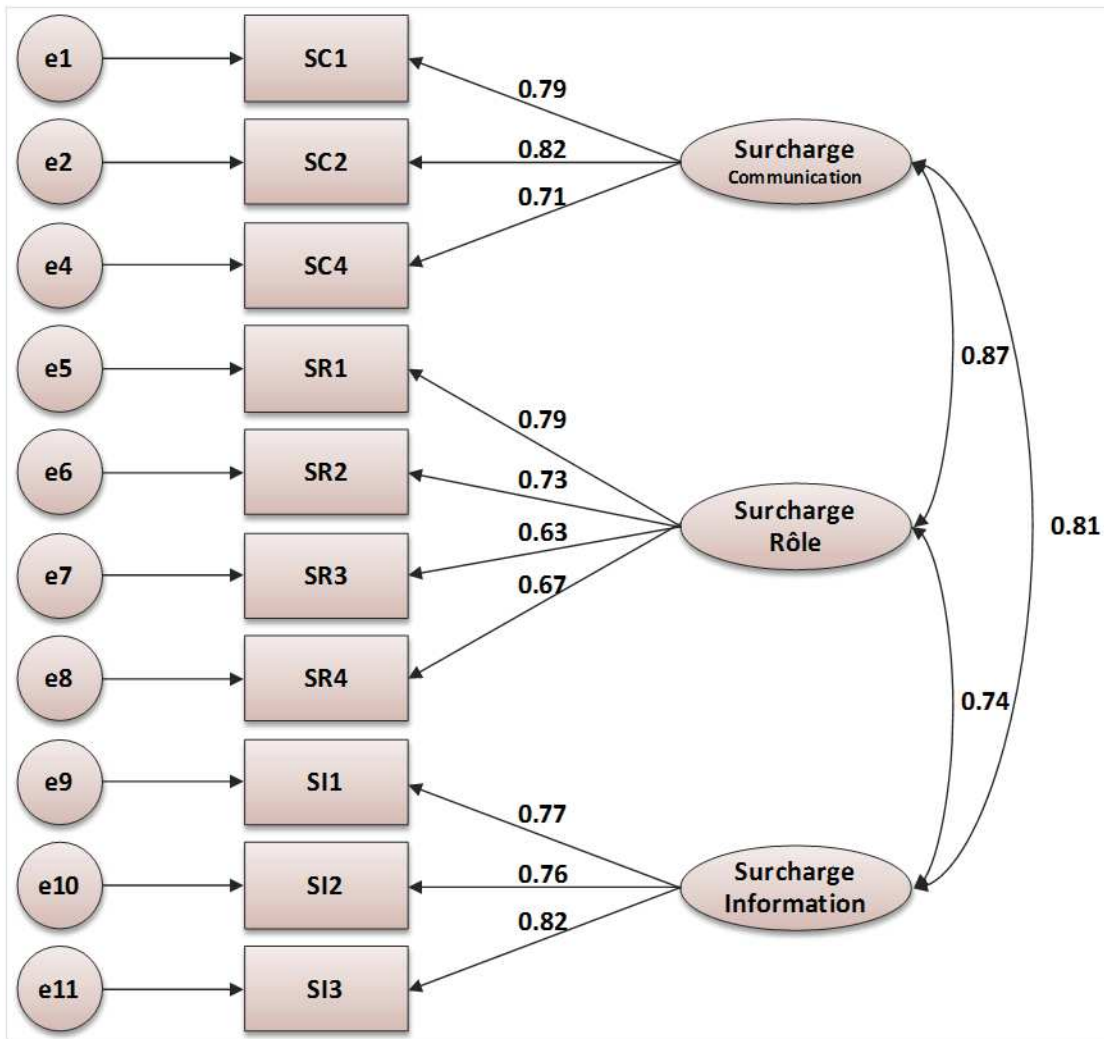 e1
SC1
0.79
e2
SC2
0.82
Surcharge
Communication
0.71
e4
SC4
e5
SR1
0.87
0.79
e6
SR2
0.73
0.63
Surcharge
Rôle
0.81
e7
SR3
0.67
e8
SR4
0.74
e9
SI1
0.77
e10
SI2
0.76
Surcharge
Information
0.82
e11
SI3